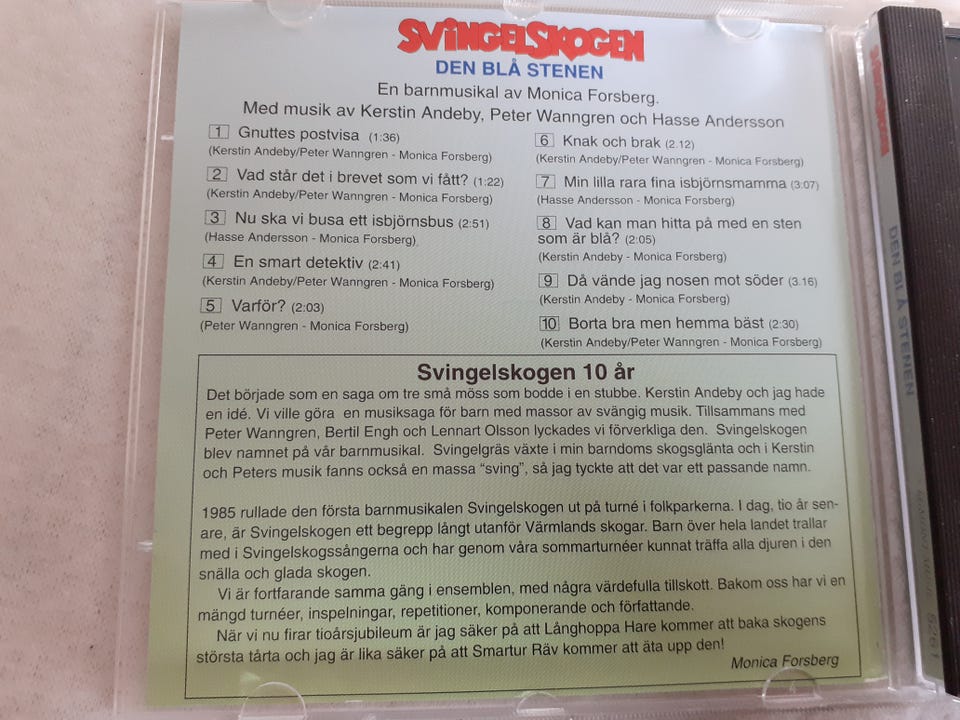 SVINGELSKOGEN
DEN BLÅ STENEN
En barnmusikal av Monica Forsberg.
Med musik av Kerstin Andeby, Peter Wanngren och Hasse Andersson
1 Gnuttes postvisa (1:36)
(Kerstin Andeby/Peter Wanngren - Monica Forsberg)
2 Vad står det i brevet som vi fått? (1:22)
(Kerstin Andeby/Peter Wanngren - Monica Forsberg)
3 Nu ska vi busa ett isbjörnsbus (2:51)
(Hasse Andersson - Monica Forsberg)
4 En smart detektiv (2:41)
(Kerstin Andeby/Peter Wanngren - Monica Forsberg)
5 Varför? (2:03)
(Peter Wanngren - Monica Forsberg)
6 Knak och brak (2.12)
(Kerstin Andeby/Peter Wanngren - Monica Forsberg)
7 Min lilla rara fina isbjörnsmamma (3:07)
(Hasse Andersson - Monica Forsberg)
8 Vad kan man hitta på med en sten
som är blå? (2:05)
(Kerstin Andeby - Monica Forsberg)
9 Då vände jag nosen mot söder (3.16)
(Kerstin Andeby - Monica Forsberg)
10 Borta bra men hemma bäst (2:30)
(Kerstin Andeby/Peter Wanngren - Monica Forsberg)
Svingelskogen 10 år
Det började som en saga om tre små möss som bodde i en stubbe. Kerstin Andeby och jag hade
en idé. Vi ville göra en musiksaga för barn med massor av svängig musik. Tillsammans med
Peter Wanngren, Bertil Engh och Lennart Olsson lyckades vi förverkliga den. Svingelskogen
blev namnet på vår barnmusikal. Svingelgräs växte i min barndoms skogsglänta och i Kerstin
och Peters musik fanns också en massa "sving", så jag tyckte att det var ett passande namn.
1985 rullade den första barnmusikalen Svingelskogen ut på turné i folkparkerna. I dag, tio år sen-
are, är Svingelskogen ett begrepp långt utanför Värmlands skogar. Barn över hela landet trallar
med i Svingelskogssångerna och har genom våra sommarturnéer kunnat träffa alla djuren i den
snälla och glada skogen.
Vi är fortfarande samma gäng i ensemblen, med några värdefulla tillskott. Bakom oss har vi en
mängd turnéer, inspelningar, repetitioner, komponerande och författande.
När vi nu firar tioårsjubileum är jag säker på att Långhoppa Hare kommer att baka skogens
största tårta och jag är lika säker på att Smartur Räv kommer att äta upp den!
Monica Forsberg
SVINGELSKOGEN
DEN BLÅ STENEN